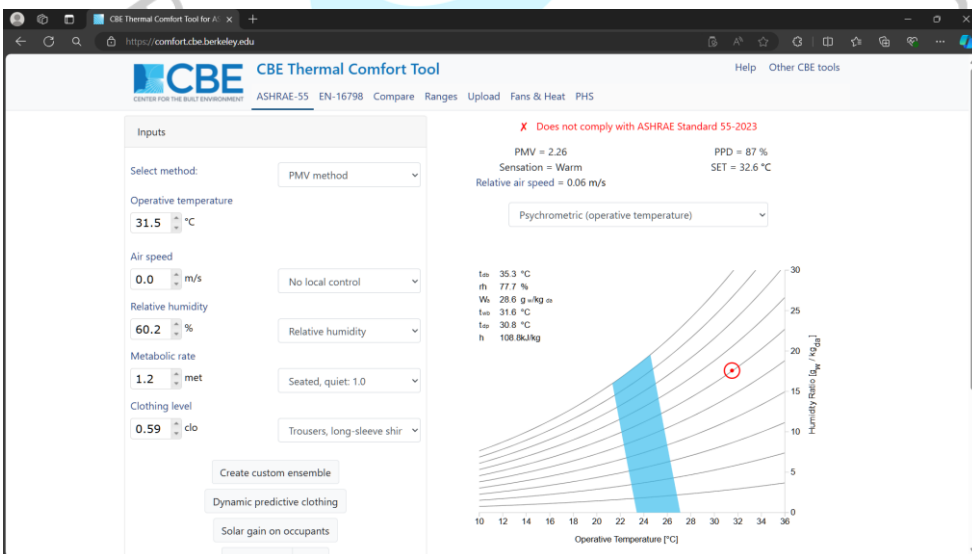 CBE Thermal Comfort Tool for A
https://comfort.cbe.berkeley.edu
CBE
CENTER FOR THE BUILT ENVIRONMENT
CBE Thermal Comfort Tool
Help Other CBE tools
ASHRAE-55 EN-16798 Compare Ranges Upload Fans & Heat PHS
Inputs
Select method:
PMV method
Operative temperature
31.5 °C
Air speed
0.0 m/s
No local control
Relative humidity
60.2 %
Relative humidity
Metabolic rate
1.2 met
Seated, quiet: 1.0
Clothing level
0.59 clo
Trousers, long-sleeve shir
Create custom ensemble
Dynamic predictive clothing
Solar gain on occupants
✗ Does not comply with ASHRAE Standard 55-2023
PMV = 2.26 PPD = 87 %
Sensation = Warm SET = 32.6 °C
Relative air speed = 0.06 m/s
Psychrometric (operative temperature)
tdb 35.3 °C
rh 77.7 %
Wa 28.6 g w/kg da
twb 31.6 °C
tdp 30.8 °C
h 108.8kJ/kg
30
25
20
15
10
5
0
Humidity Ratio [gw / kgda]
10 12 14 16 18 20 22 24 26 28 30 32 34 36
Operative Temperature [°C]